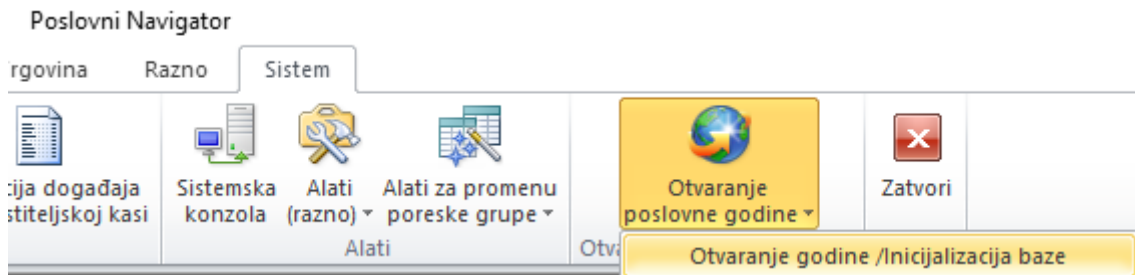 Poslovni Navigator
rgovina Razno Sistem
cija događaja Sistemska Alati Alati za promenu Otvaranje Zatvori
stiteljskoj kasi konzola (razno) poreske grupe poslovne godine
Alati Otva
Otvaranje godine /Inicijalizacija baze